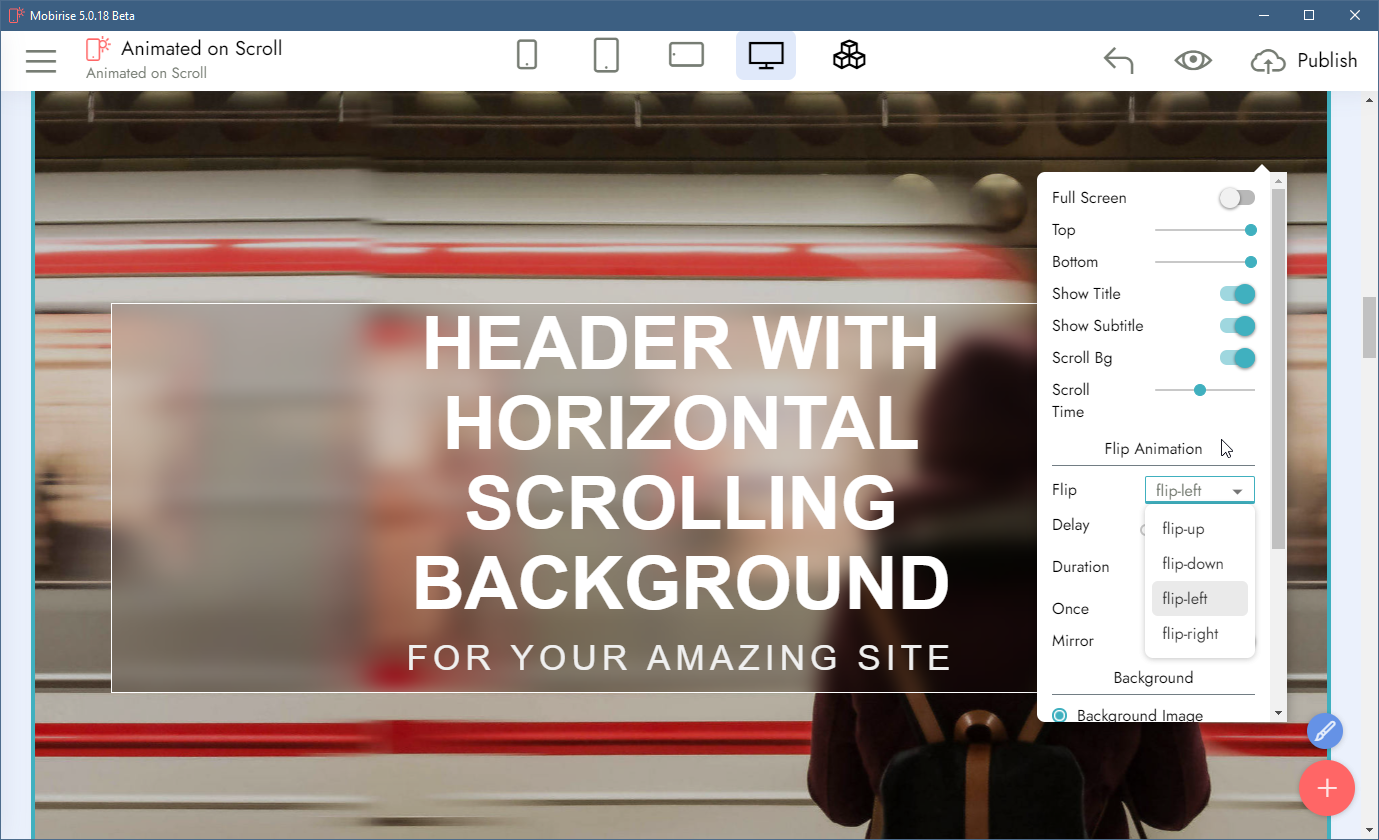 Mobirise 5.0.18 Beta
Animated on Scroll
Animated on Scroll
Publish
HEADER WITH
HORIZONTAL
SCROLLING
BACKGROUND
FOR YOUR AMAZING SITE
Full Screen
Top
Bottom
Show Title
Show Subtitle
Scroll Bg
Scroll
Time
Flip Animation
Flip
flip-left
Delay
flip-up
flip-down
Duration
flip-left
Once
flip-right
Mirror
Background
Background Image